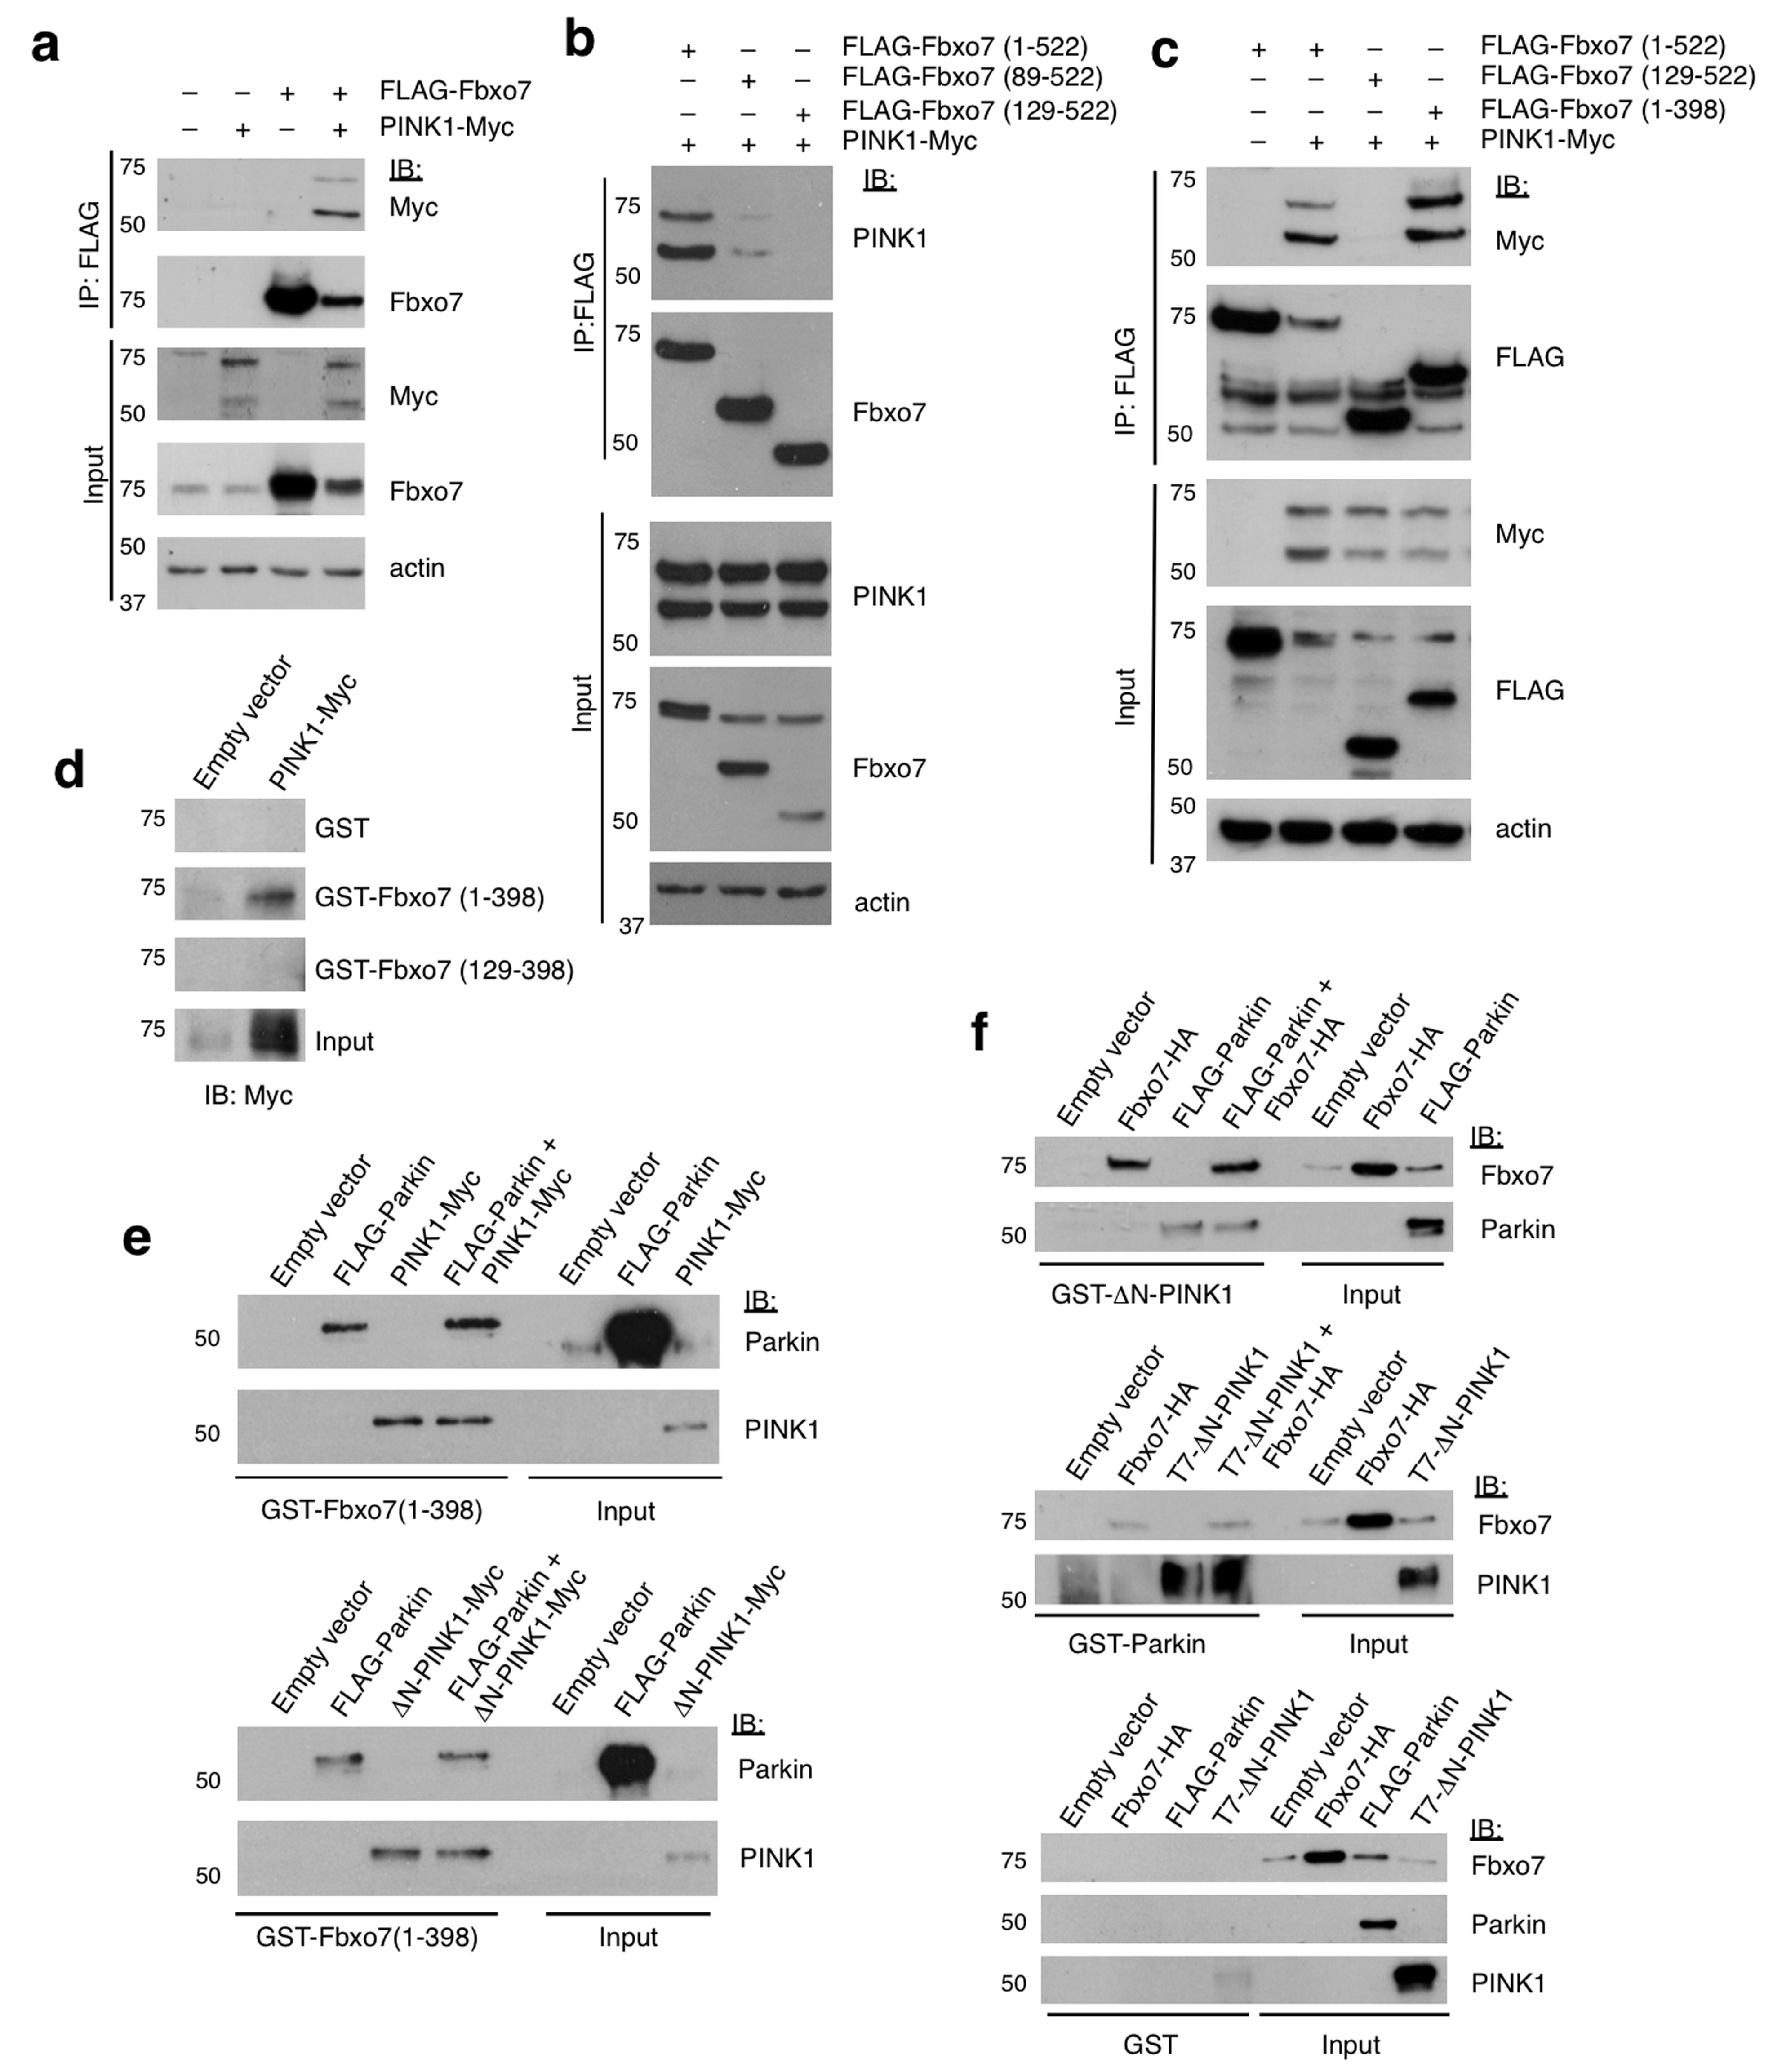 a
− − + + FLAG-Fbxo7
− + − + PINK1-Myc
IP: FLAG
75
50
IB:
Myc
75
Fbxo7
Input
75
50
Myc
75
Fbxo7
50
37
actin
b
+ − − FLAG-Fbxo7 (1-522)
− + − FLAG-Fbxo7 (89-522)
− − + FLAG-Fbxo7 (129-522)
+ + + PINK1-Myc
IP:FLAG
IB:
75
50
PINK1
75
50
Fbxo7
Input
75
50
PINK1
75
50
Fbxo7
37
actin
c
+ + − − FLAG-Fbxo7 (1-522)
− − + − FLAG-Fbxo7 (129-522)
− − − + FLAG-Fbxo7 (1-398)
− + + + PINK1-Myc
IP: FLAG
75
50
IB:
Myc
75
50
FLAG
Input
75
50
Myc
75
50
FLAG
50
37
actin
d
Empty vector
PINK1-Myc
75 GST
75 GST-Fbxo7 (1-398)
75 GST-Fbxo7 (129-398)
75 Input
IB: Myc
e
Empty vector
FLAG-Parkin
PINK1-Myc
FLAG-Parkin +
PINK1-Myc
Empty vector
FLAG-Parkin
PINK1-Myc
IB:
50 Parkin
50 PINK1
GST-Fbxo7(1-398) Input
Empty vector
FLAG-Parkin
ΔN-PINK1-Myc
FLAG-Parkin +
ΔN-PINK1-Myc
Empty vector
FLAG-Parkin
ΔN-PINK1-Myc
IB:
50 Parkin
50 PINK1
GST-Fbxo7(1-398) Input
f
Empty vector
Fbxo7-HA
FLAG-Parkin
FLAG-Parkin +
Fbxo7-HA
Empty vector
Fbxo7-HA
FLAG-Parkin
IB:
75 Fbxo7
50 Parkin
GST-ΔN-PINK1 Input
Empty vector
Fbxo7-HA
T7-ΔN-PINK1
T7-ΔN-PINK1 +
Fbxo7-HA
Empty vector
Fbxo7-HA
T7-ΔN-PINK1
IB:
75 Fbxo7
50 PINK1
GST-Parkin Input
Empty vector
Fbxo7-HA
FLAG-Parkin
T7-ΔN-PINK1
Empty vector
Fbxo7-HA
FLAG-Parkin
T7-ΔN-PINK1
IB:
75 Fbxo7
50 Parkin
50 PINK1
GST Input